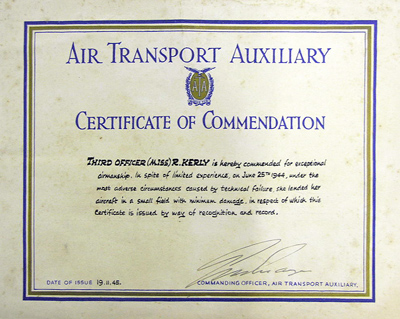 AIR TRANSPORT AUXILIARY
ATA
CERTIFICATE OF COMMENDATION
THIRD OFFICER (MISS) R. KERLY is hereby commended for exceptional
airmanship. In spite of limited experience, on June 25TH 1944, under the
most adverse circumstances caused by technical failure, she landed her
aircraft in a small field with minimum damage, in respect of which this
Certificate is issued by way of recognition and record.
DATE OF ISSUE 19.11.45.
COMMANDING OFFICER, AIR TRANSPORT AUXILIARY.